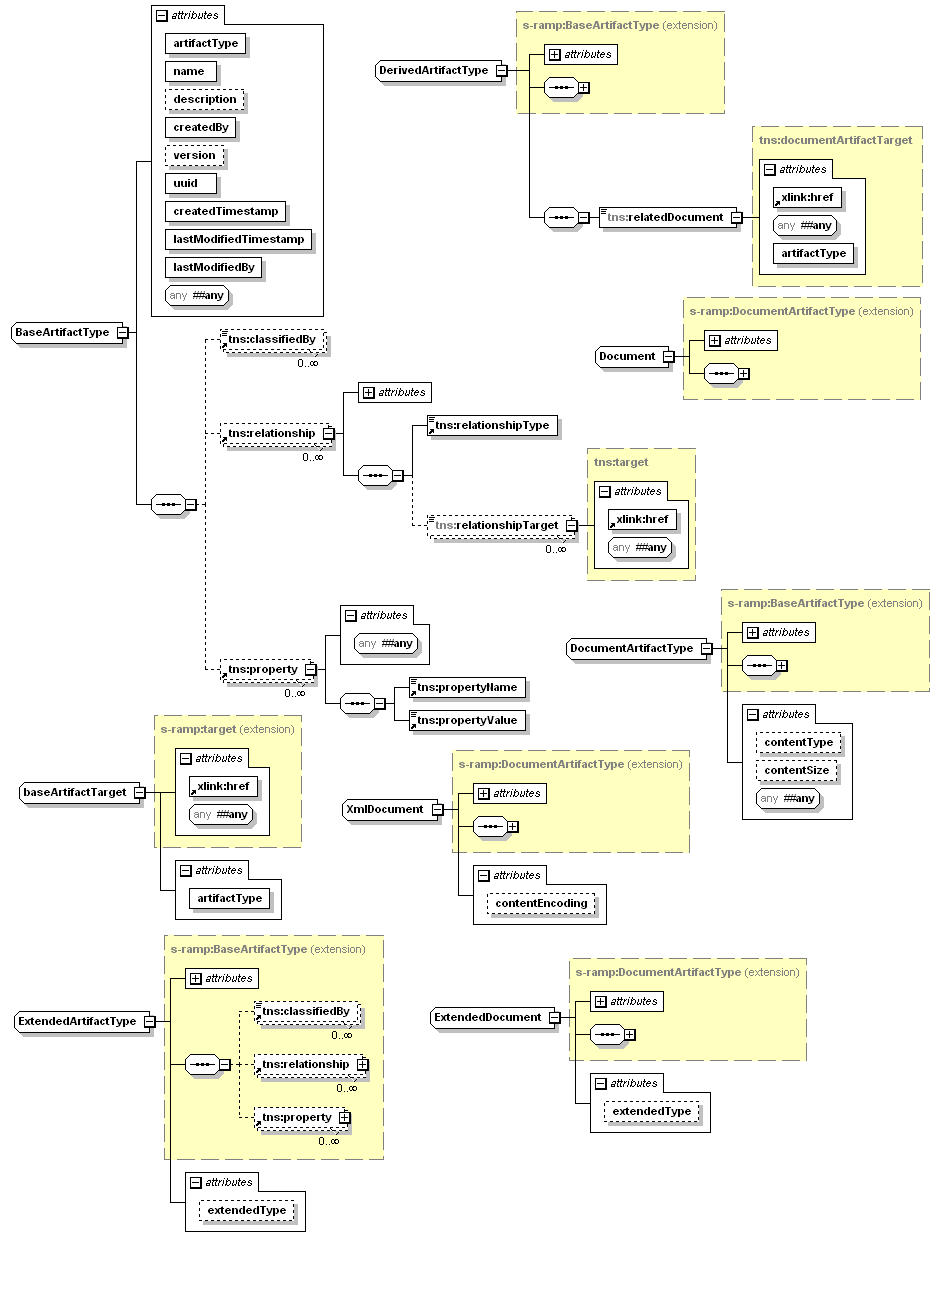 attributes
artifactType
name
description
createdBy
version
uuid
createdTimestamp
lastModifiedTimestamp
lastModifiedBy
any ##any
BaseArtifactType
tns:classifiedBy
0..∞
tns:relationship
0..∞
attributes
tns:relationshipType
tns:relationshipTarget
0..∞
tns:target
attributes
xlink:href
any ##any
tns:property
0..∞
attributes
any ##any
tns:propertyName
tns:propertyValue
s-ramp:BaseArtifactType (extension)
DerivedArtifactType
attributes
tns:relatedDocument
tns:documentArtifactTarget
attributes
xlink:href
any ##any
artifactType
s-ramp:DocumentArtifactType (extension)
Document
attributes
s-ramp:BaseArtifactType (extension)
DocumentArtifactType
attributes
attributes
contentType
contentSize
any ##any
s-ramp:target (extension)
baseArtifactTarget
attributes
xlink:href
any ##any
attributes
artifactType
s-ramp:DocumentArtifactType (extension)
XmlDocument
attributes
attributes
contentEncoding
s-ramp:BaseArtifactType (extension)
ExtendedArtifactType
attributes
tns:classifiedBy
0..∞
tns:relationship
0..∞
tns:property
0..∞
attributes
extendedType
s-ramp:DocumentArtifactType (extension)
ExtendedDocument
attributes
attributes
extendedType